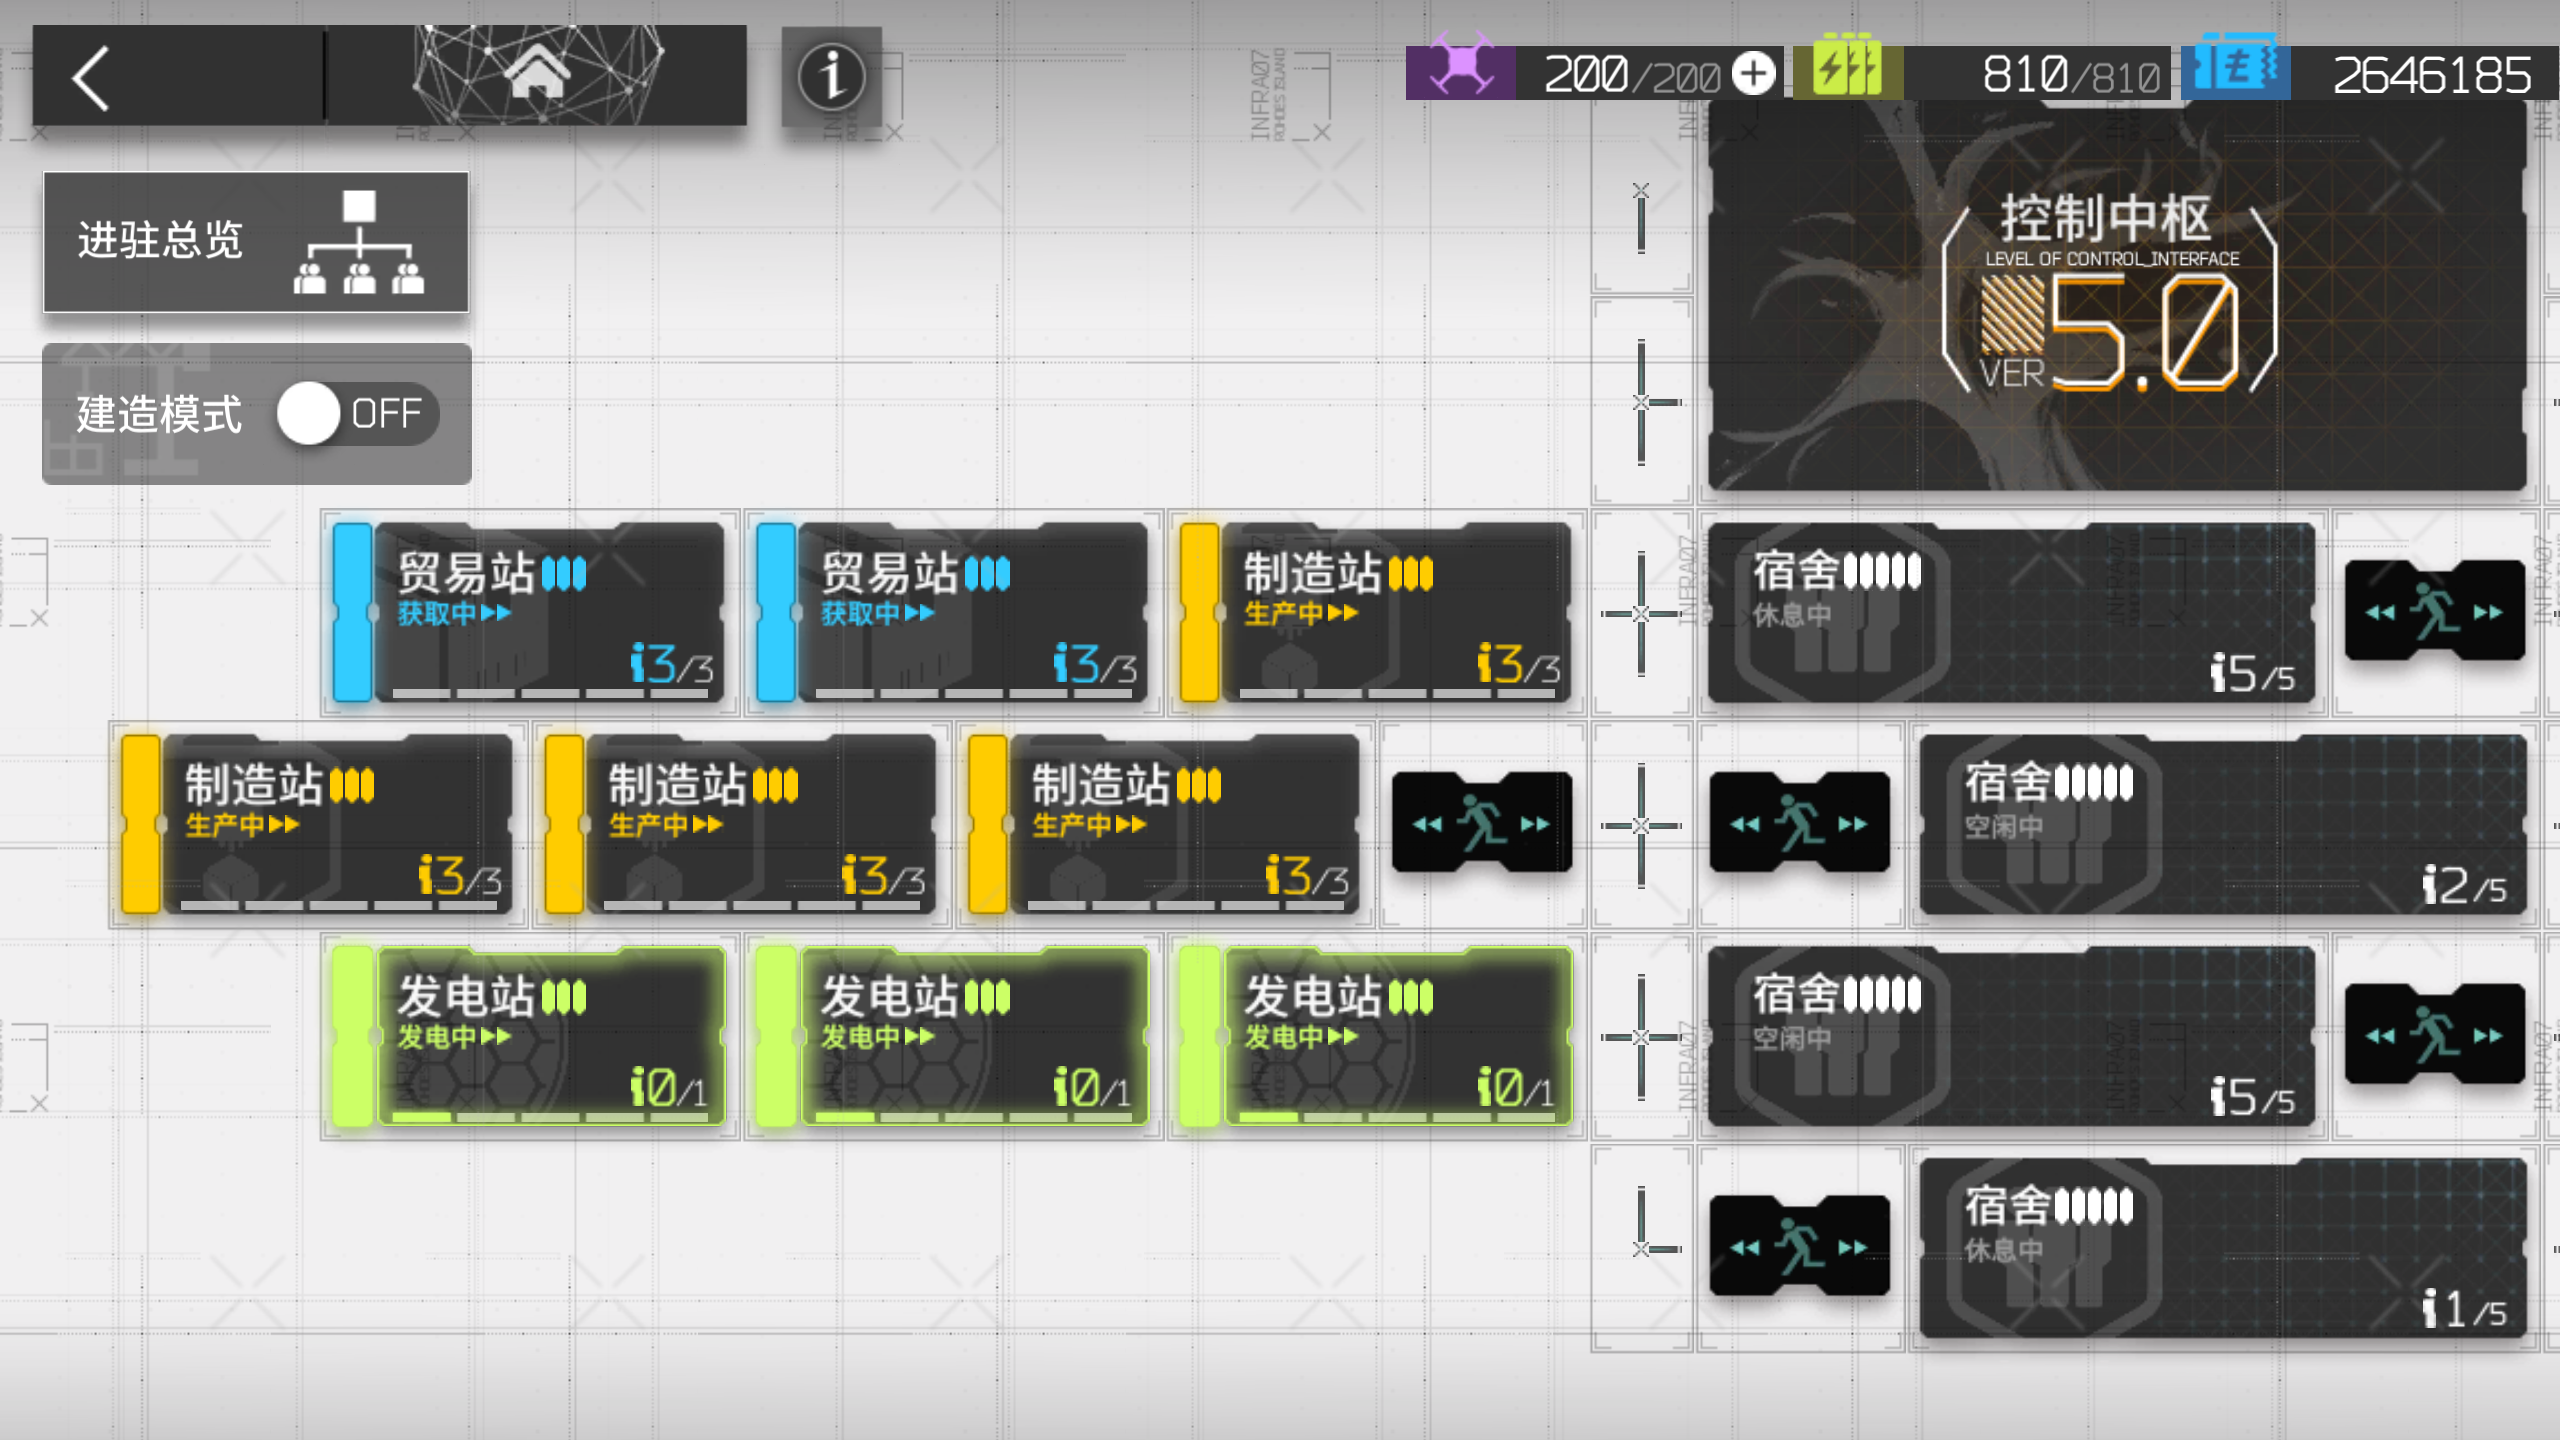 200/200
810/810
2646185
进驻总览
建造模式
OFF
控制中枢
LEVEL OF CONTROL_INTERFACE
VER 5.0
贸易站
获取中
3/3
贸易站
获取中
3/3
制造站
生产中
3/3
宿舍
休息中
5/5
制造站
生产中
3/3
制造站
生产中
3/3
制造站
生产中
3/3
宿舍
空闲中
2/5
发电站
发电中
0/1
发电站
发电中
0/1
发电站
发电中
0/1
宿舍
空闲中
5/5
宿舍
休息中
1/5
INFRA07
RHODES ISLAND